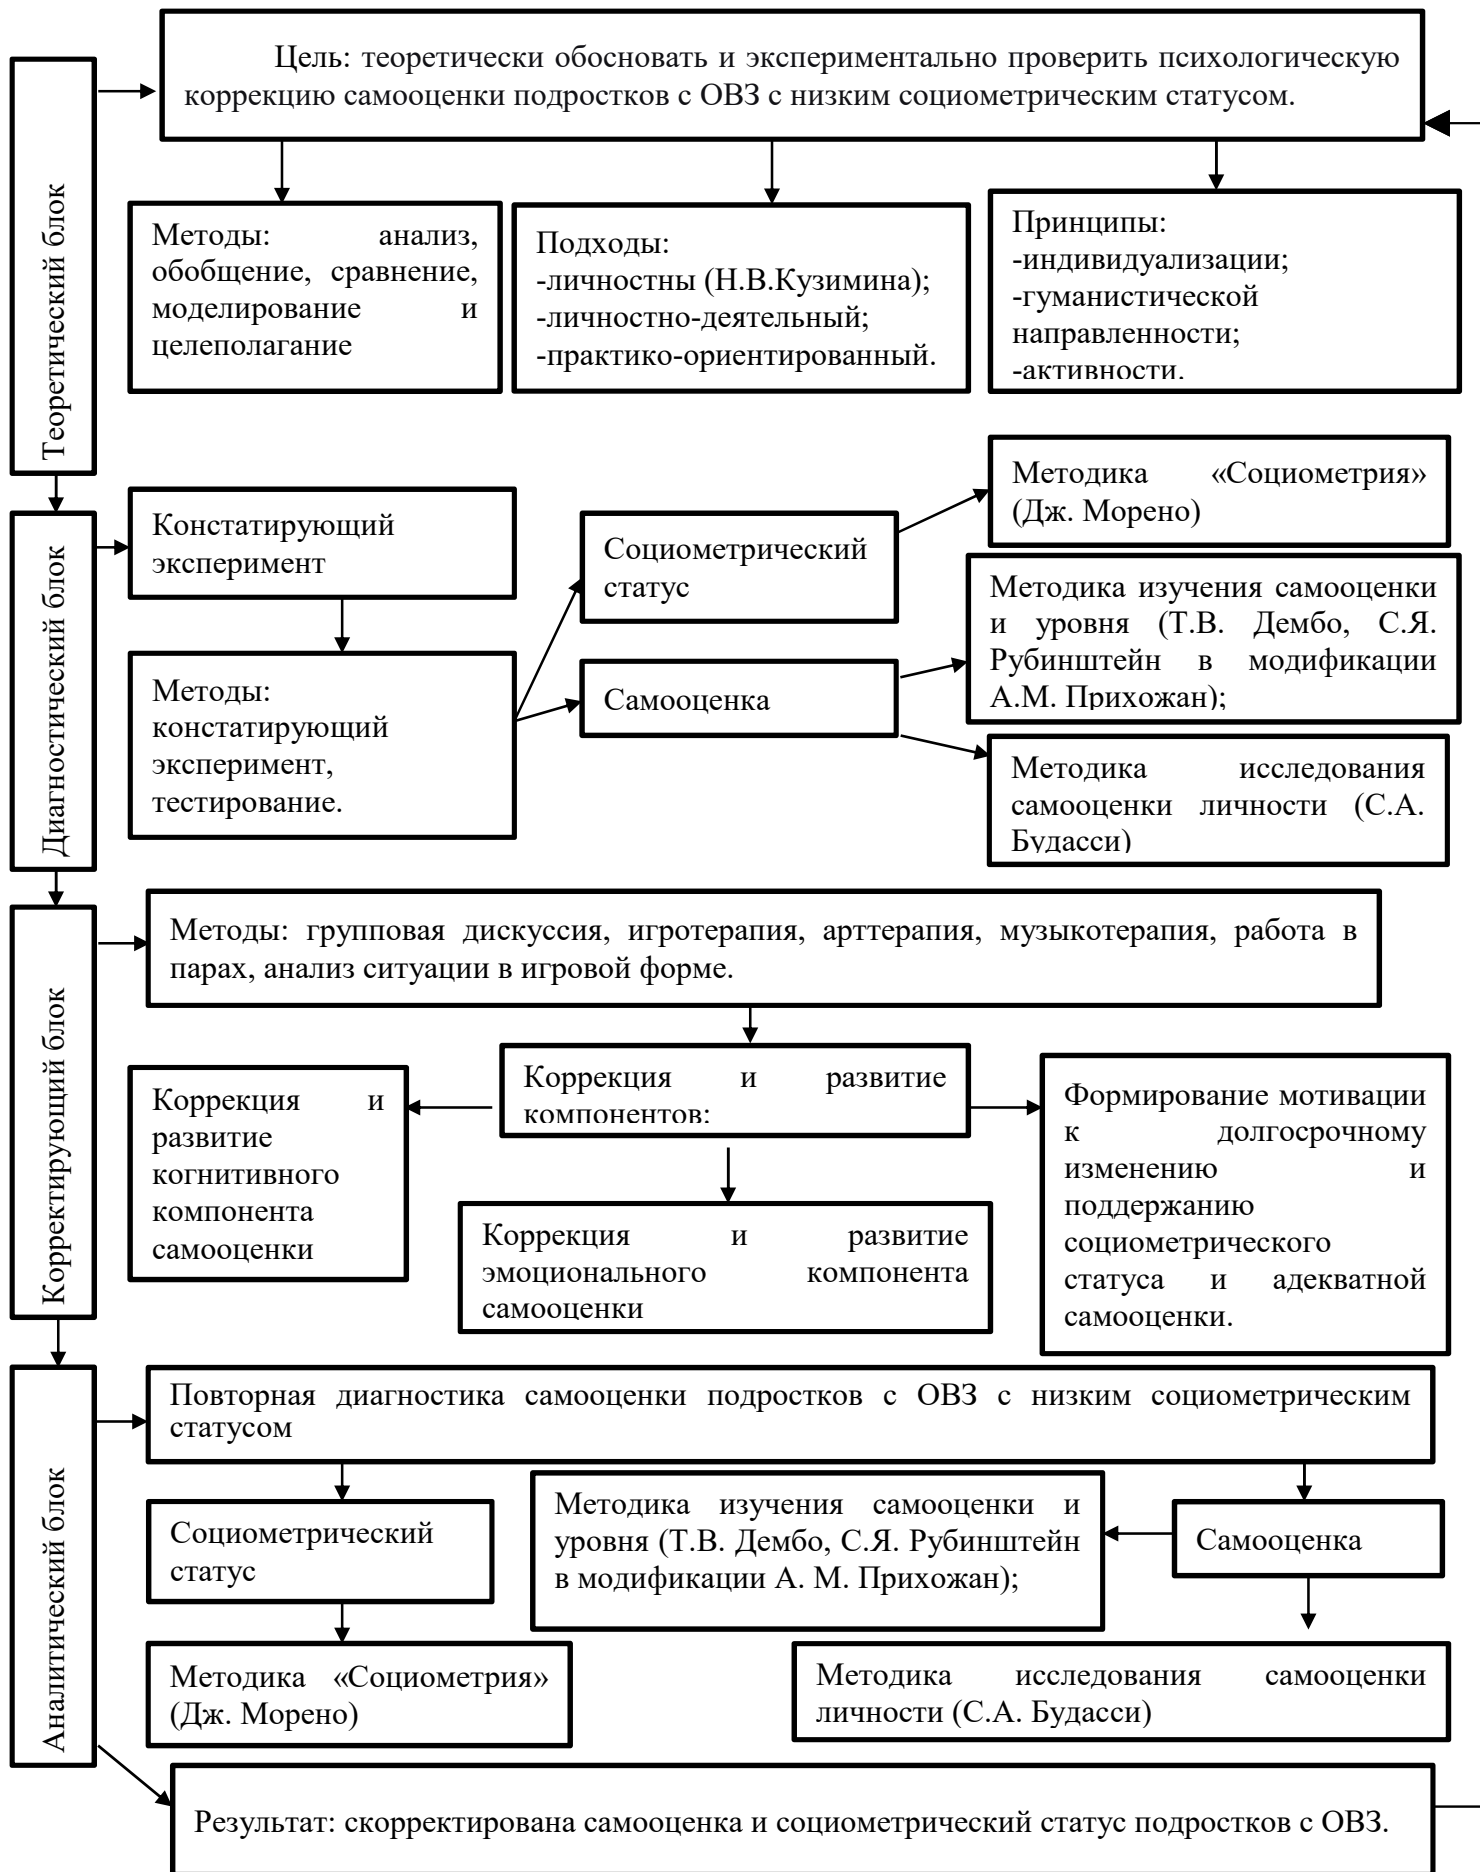 Цель: теоретически обосновать и экспериментально проверить психологическую
коррекцию самооценки подростков с ОВЗ с низким социометрическим статусом.
Теоретический блок
Методы: анализ,
обобщение, сравнение,
моделирование и
целеполагание
Подходы:
-личностны (Н.В.Кузимина);
-личностно-деятельный;
-практико-ориентированный.
Принципы:
-индивидуализации;
-гуманистической
направленности;
-активности.
Диагностический блок
Констатирующий
эксперимент
Методы:
констатирующий
эксперимент,
тестирование.
Социометрический
статус
Самооценка
Методика «Социометрия»
(Дж. Морено)
Методика изучения самооценки
и уровня (Т.В. Дембо, С.Я.
Рубинштейн в модификации
А.М. Прихожан);
Методика исследования
самооценки личности (С.А.
Будасси)
Корректирующий блок
Методы: групповая дискуссия, игротерапия, арттерапия, музыкотерапия, работа в
парах, анализ ситуации в игровой форме.
Коррекция и развитие
компонентов:
Коррекция и
развитие
когнитивного
компонента
самооценки
Коррекция и развитие
эмоционального компонента
самооценки
Формирование мотивации
к долгосрочному
изменению и
поддержанию
социометрического
статуса и адекватной
самооценки.
Аналитический блок
Повторная диагностика самооценки подростков с ОВЗ с низким социометрическим
статусом
Социометрический
статус
Методика изучения самооценки и
уровня (Т.В. Дембо, С.Я. Рубинштейн
в модификации А. М. Прихожан);
Самооценка
Методика «Социометрия»
(Дж. Морено)
Методика исследования самооценки
личности (С.А. Будасси)
Результат: скорректирована самооценка и социометрический статус подростков с ОВЗ.